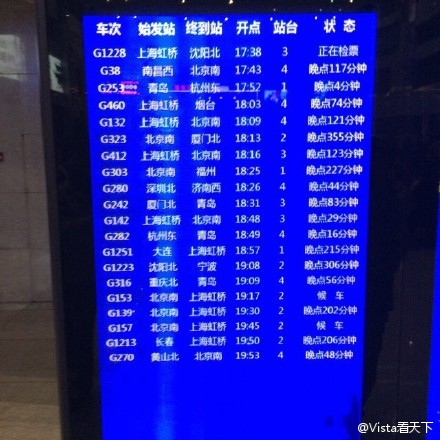 车次 始发站 终到站 开点 站台 状态
G1228 上海虹桥 沈阳北 17:38 3 正在检票
G38 南昌西 北京南 17:43 4 晚点117分钟
G253 青岛 杭州东 17:52 1 晚点4分钟
G460 上海虹桥 烟台 18:03 4 晚点74分钟
G132 上海虹桥 北京南 18:09 4 晚点121分钟
G323 北京南 厦门北 18:13 2 晚点355分钟
G412 上海虹桥 北京南 18:16 3 晚点123分钟
G303 北京南 福州 18:25 1 晚点227分钟
G280 深圳北 济南西 18:26 4 晚点44分钟
G242 厦门北 青岛 18:31 3 晚点83分钟
G142 上海虹桥 北京南 18:48 3 晚点29分钟
G282 杭州东 青岛 18:49 4 晚点16分钟
G1251 大连 上海虹桥 18:57 1 晚点215分钟
G1223 沈阳北 宁波 19:08 2 晚点306分钟
G316 重庆北 青岛 19:09 4 晚点56分钟
G153 北京南 上海虹桥 19:17 2 候车
G139 北京南 上海虹桥 19:30 2 晚点202分钟
G157 北京南 上海虹桥 19:45 2 候车
G1213 长春 上海虹桥 19:50 2 晚点206分钟
G270 黄山北 北京南 19:53 4 晚点48分钟
@Vista看天下